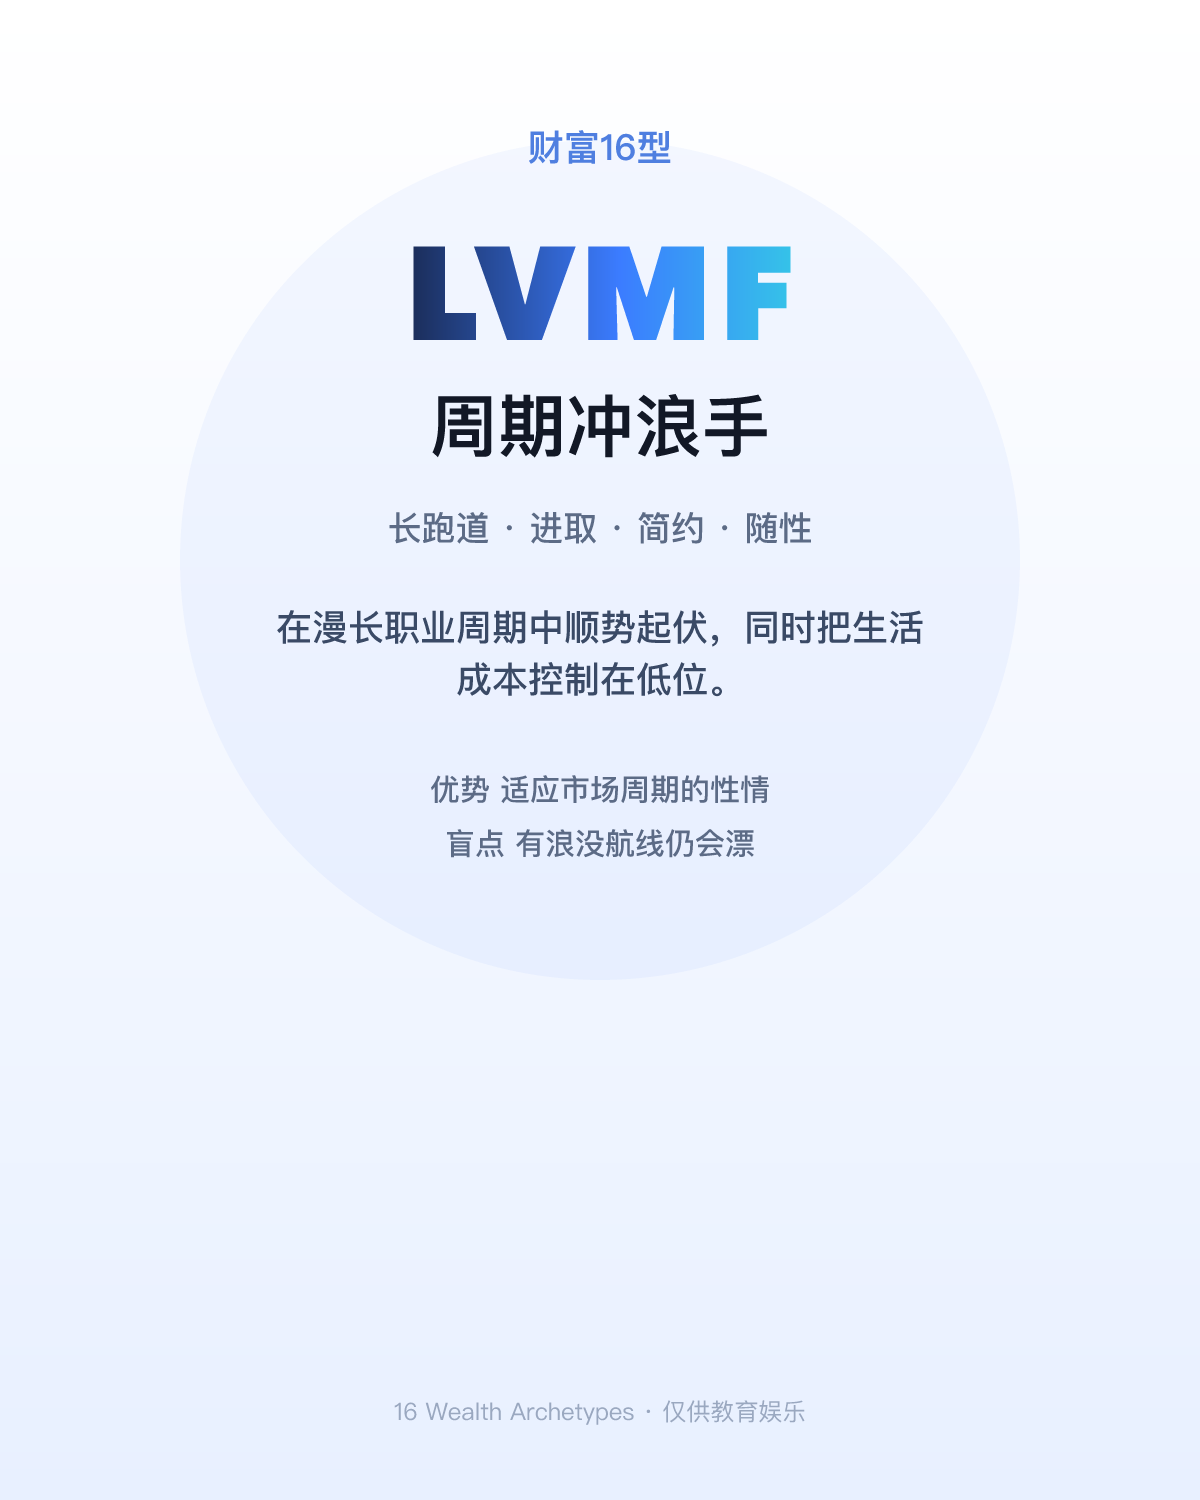 财富16型
LVMF
周期冲浪手
长跑道 · 进取 · 简约 · 随性
在漫长职业周期中顺势起伏，同时把生活
成本控制在低位。
优势 适应市场周期的性情
盲点 有浪没航线仍会漂
16 Wealth Archetypes · 仅供教育娱乐